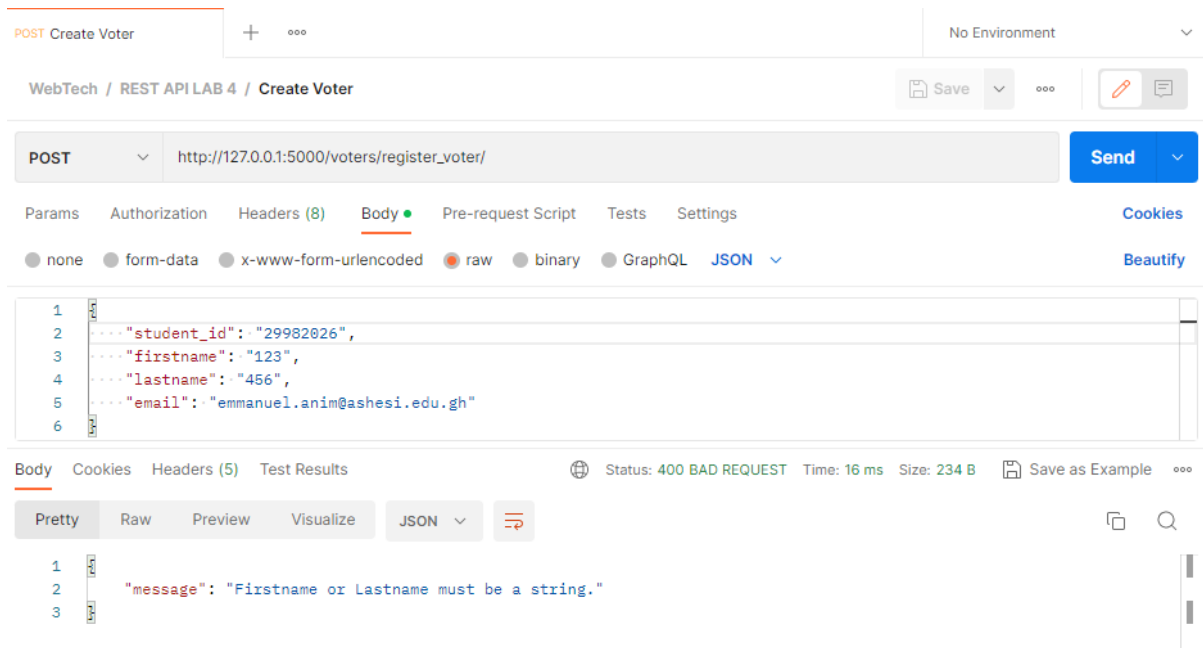 POST Create Voter + ooo No Environment
WebTech / REST API LAB 4 / Create Voter Save ooo
POST http://127.0.0.1:5000/voters/register_voter/ Send
Params Authorization Headers (8) Body Pre-request Script Tests Settings Cookies
none form-data x-www-form-urlencoded raw binary GraphQL JSON Beautify
1 {
2 "student_id": "29982026",
3 "firstname": "123",
4 "lastname": "456",
5 "email": "emmanuel.anim@ashesi.edu.gh"
6 }
Body Cookies Headers (5) Test Results Status: 400 BAD REQUEST Time: 16 ms Size: 234 B Save as Example ooo
Pretty Raw Preview Visualize JSON
1 {
2 "message": "Firstname or Lastname must be a string."
3 }